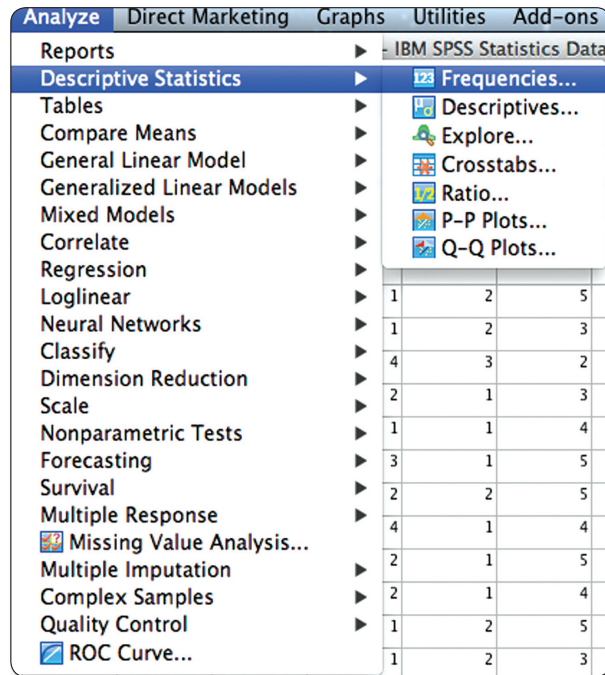 Analyze Direct Marketing Graphs Utilities Add-ons
- IBM SPSS Statistics Data
Reports
Descriptive Statistics
Tables
Compare Means
General Linear Model
Generalized Linear Models
Mixed Models
Correlate
Regression
Loglinear
Neural Networks
Classify
Dimension Reduction
Scale
Nonparametric Tests
Forecasting
Survival
Multiple Response
Missing Value Analysis...
Multiple Imputation
Complex Samples
Quality Control
ROC Curve...
123 Frequencies...
Descriptives...
Explore...
Crosstabs...
1/2 Ratio...
P-P Plots...
Q-Q Plots...
1 2 5
1 2 3
4 3 2
2 1 3
1 1 4
3 1 5
2 2 5
4 1 4
2 1 5
2 1 4
1 2 5
1 2 3